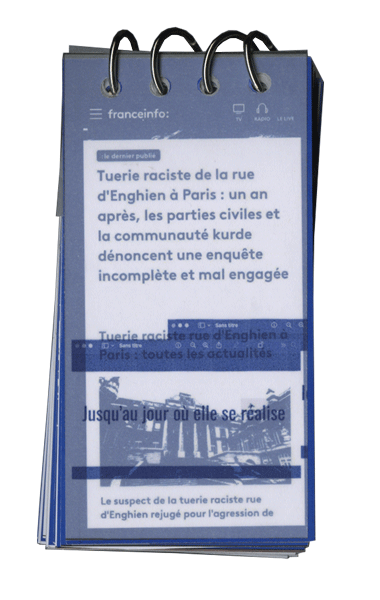 franceinfo:
TV
RADIO
LE LIVE
le dernier publié
Tuerie raciste de la rue
d'Enghien à Paris : un an
après, les parties civiles et
la communauté kurde
dénoncent une enquête
incomplète et mal engagée
Sans titre
Tuerie raciste rue d'Enghien à
Sans titre
Paris : toutes les actualités
Jusqu'au jour où elle se réalise
Le suspect de la tuerie raciste rue
d'Enghien rejugé pour l'agression de